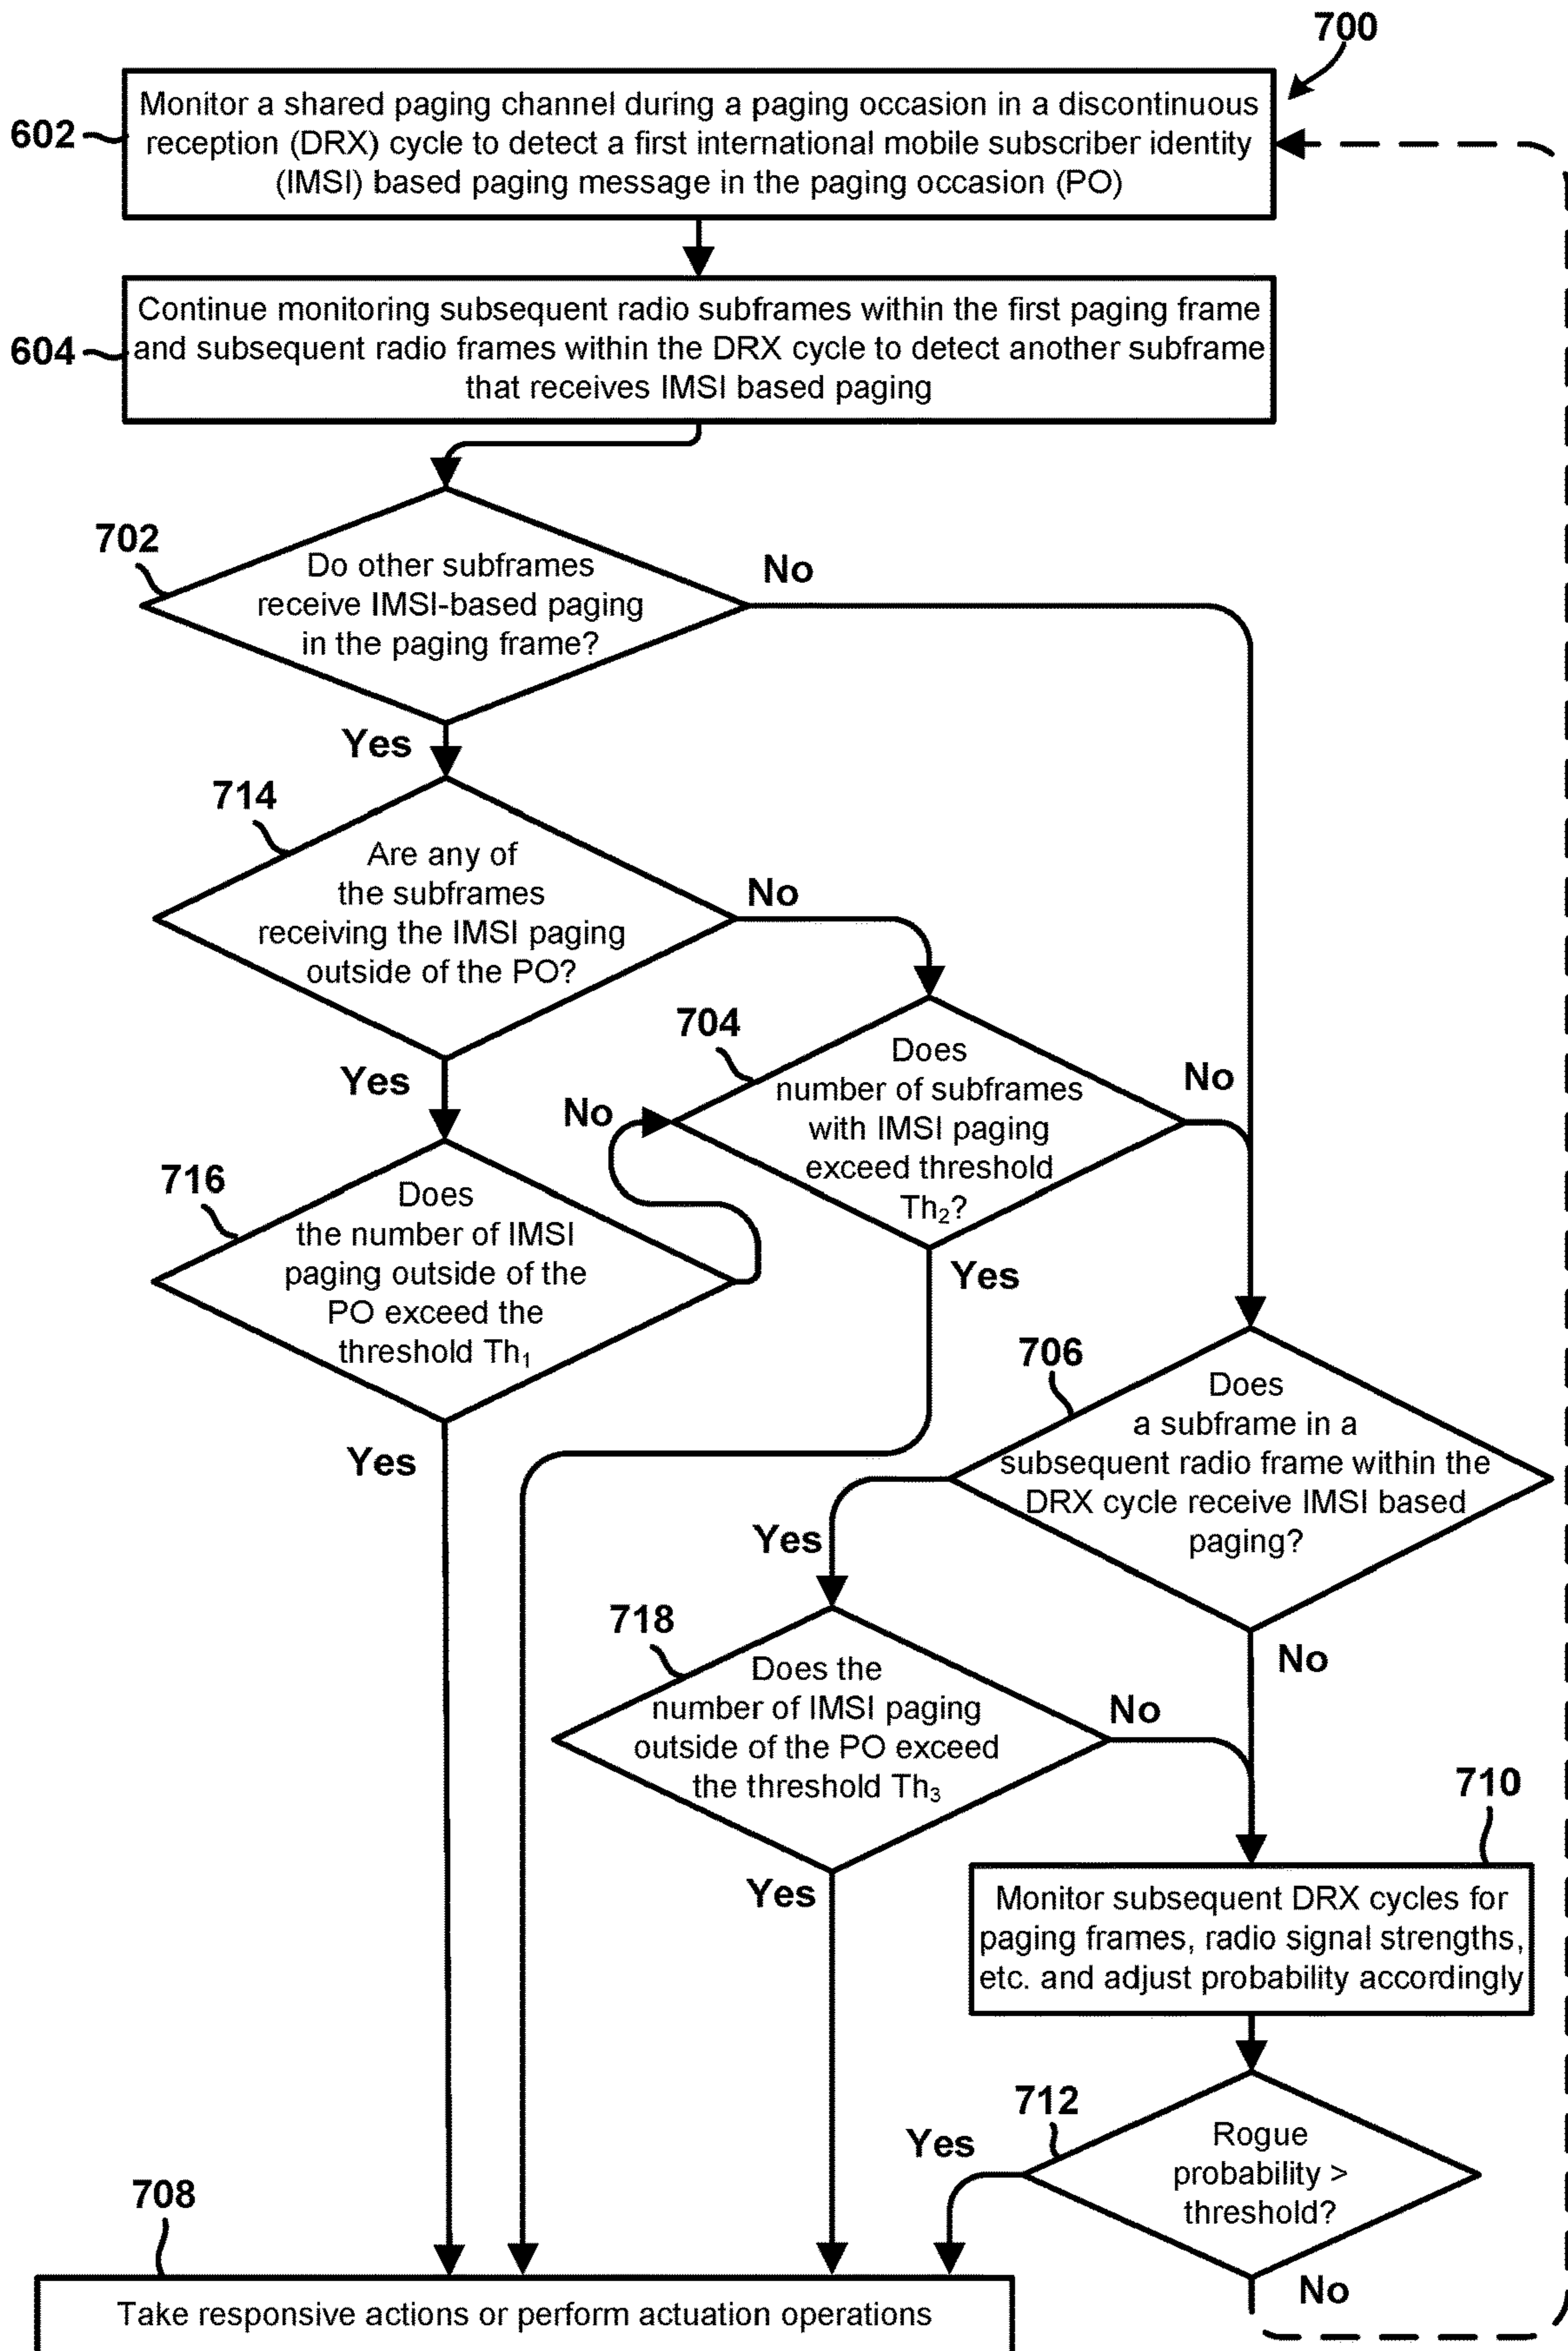 700
602
Monitor a shared paging channel during a paging occasion in a discontinuous
reception (DRX) cycle to detect a first international mobile subscriber identity
(IMSI) based paging message in the paging occasion (PO)
604
Continue monitoring subsequent radio subframes within the first paging frame
and subsequent radio frames within the DRX cycle to detect another subframe
that receives IMSI based paging
702
Do other subframes
receive IMSI-based paging
in the paging frame?
No
Yes
714
Are any of
the subframes
receiving the IMSI paging
outside of the PO?
No
Yes
704
Does
number of subframes
with IMSI paging
exceed threshold
Th₂?
No
Yes
716
Does
the number of IMSI
paging outside of the
PO exceed the
threshold Th₁
No
Yes
706
Does
a subframe in a
subsequent radio frame within the
DRX cycle receive IMSI based
paging?
Yes
No
718
Does the
number of IMSI paging
outside of the PO exceed
the threshold Th₃
No
Yes
710
Monitor subsequent DRX cycles for
paging frames, radio signal strengths,
etc. and adjust probability accordingly
712
Rogue
probability >
threshold?
Yes
No
708
Take responsive actions or perform actuation operations